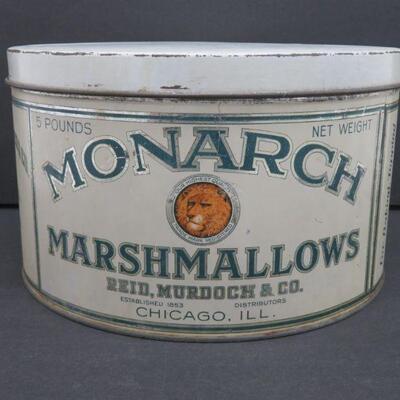 5 POUNDS NET WEIGHT
MONARCH
MARSHMALLOWS
REID, MURDOCH & CO.
ESTABLISHED 1853 DISTRIBUTORS
CHICAGO, ILL.